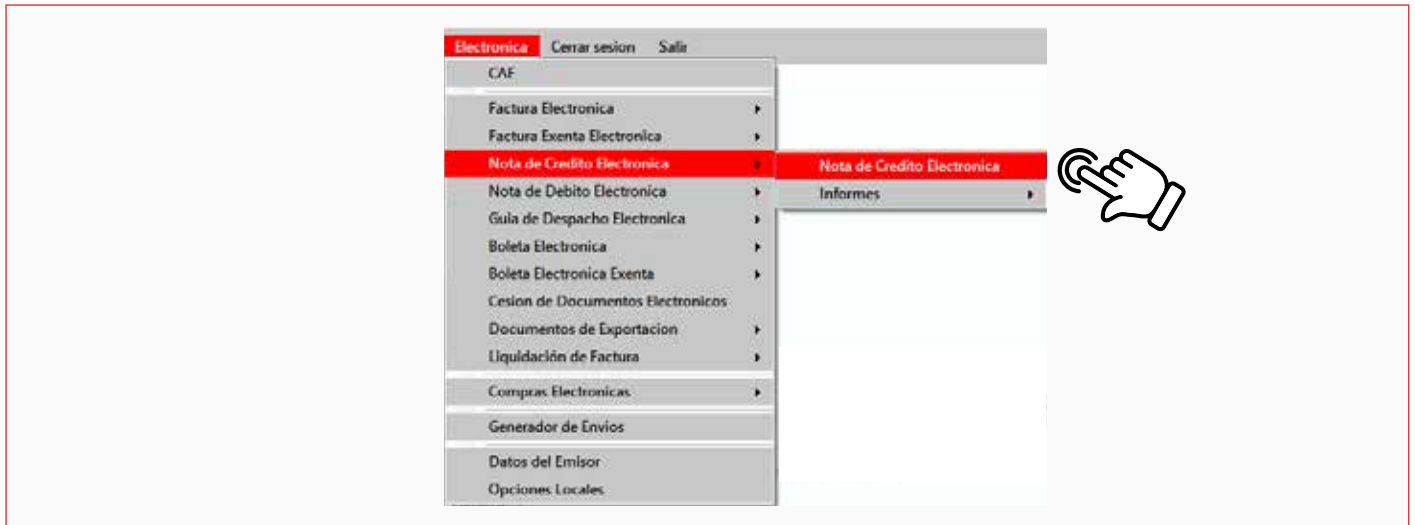 Electronica Cerrar sesion Salir
CAF
Factura Electronica
Factura Exenta Electronica
Nota de Credito Electronica Nota de Credito Electronica
Nota de Debito Electronica Informes
Guia de Despacho Electronica
Boleta Electronica
Boleta Electronica Exenta
Cesion de Documentos Electronicos
Documentos de Exportacion
Liquidación de Factura
Compras Electronicas
Generador de Envios
Datos del Emisor
Opciones Locales